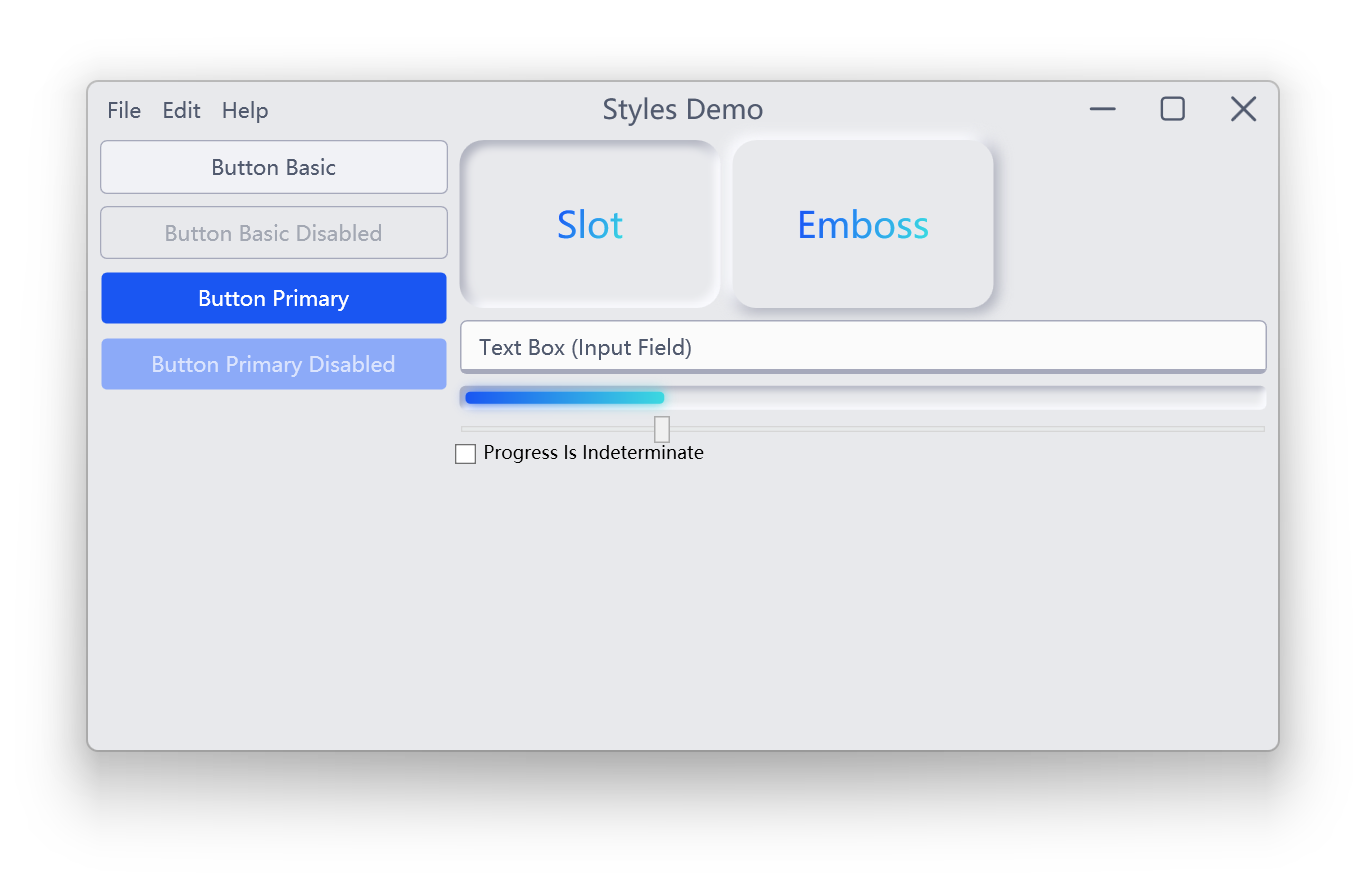 File Edit Help
Styles Demo
Button Basic
Button Basic Disabled
Button Primary
Button Primary Disabled
Slot
Emboss
Text Box (Input Field)
Progress Is Indeterminate